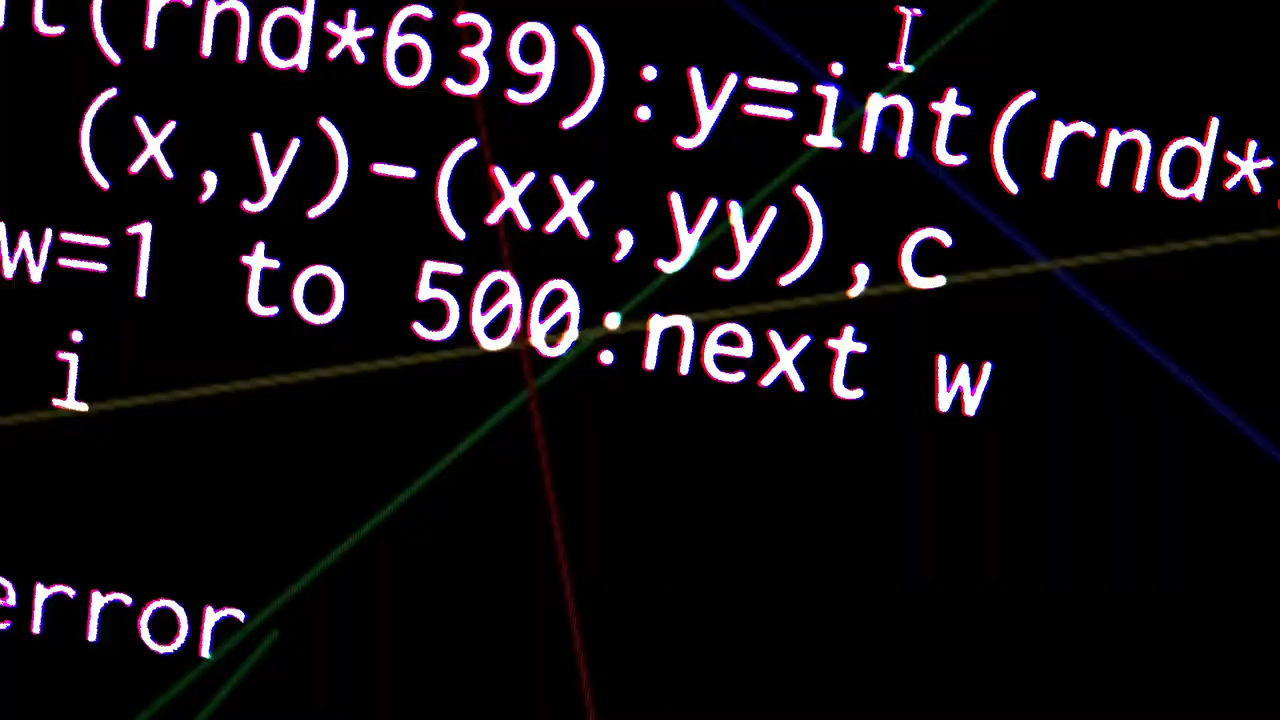 t(rnd*639):y=int(rnd*
(x,y)-(xx,yy),c
w=1 to 500:next w
i
error